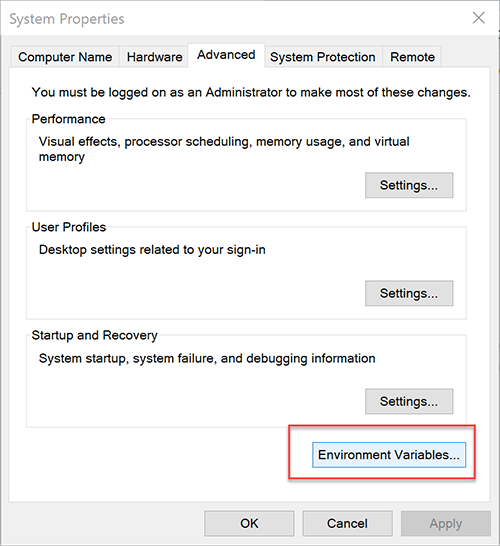 System Properties
Computer Name Hardware Advanced System Protection Remote
You must be logged on as an Administrator to make most of these changes.
Performance
Visual effects, processor scheduling, memory usage, and virtual
memory
Settings...
User Profiles
Desktop settings related to your sign-in
Settings...
Startup and Recovery
System startup, system failure, and debugging information
Settings...
Environment Variables...
OK Cancel Apply